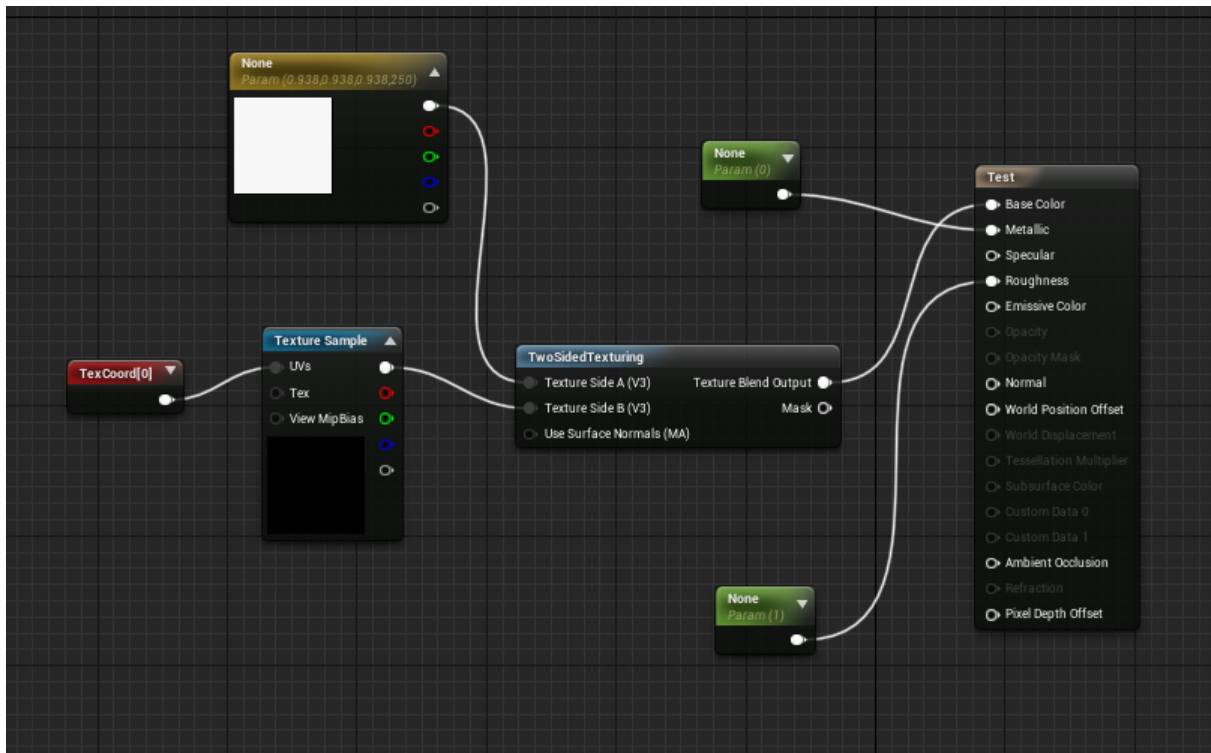 None
Param (0.938,0.938,0.938,250)
None
Param (0)
Test
Base Color
Metallic
Specular
Roughness
Emissive Color
Opacity
Opacity Mask
Normal
World Position Offset
World Displacement
Tessellation Multiplier
Subsurface Color
Custom Data 0
Custom Data 1
Ambient Occlusion
Refraction
Pixel Depth Offset
TexCoord[0]
Texture Sample
UVs
Tex
View MipBias
TwoSidedTexturing
Texture Side A (V3) Texture Blend Output
Texture Side B (V3) Mask
Use Surface Normals (MA)
None
Param (1)